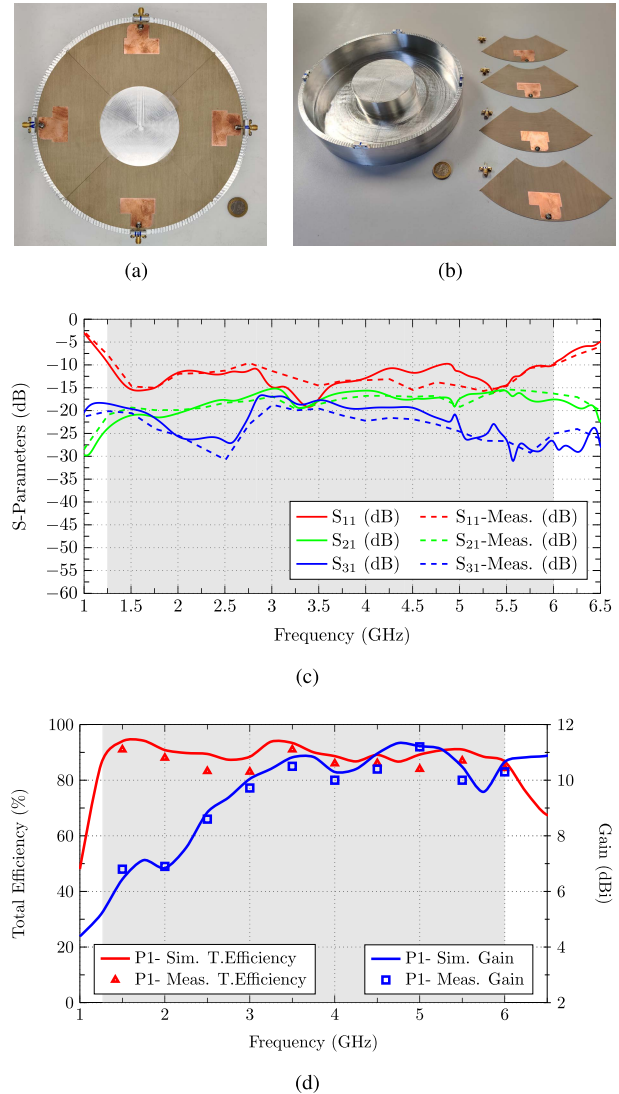 (a)
(b)
0
−5
−10
−15
−20
−25
−30
−35
−40
−45
−50
−55
−60
S-Parameters (dB)
S11 (dB)
S11-Meas. (dB)
S21 (dB)
S21-Meas. (dB)
S31 (dB)
S31-Meas. (dB)
1 1.5 2 2.5 3 3.5 4 4.5 5 5.5 6 6.5
Frequency (GHz)
(c)
100
80
60
40
20
0
Total Efficiency (%)
12
10
8
6
4
2
Gain (dBi)
P1- Sim. T.Efficiency
P1- Meas. T.Efficiency
P1- Sim. Gain
P1- Meas. Gain
1 2 3 4 5 6
Frequency (GHz)
(d)